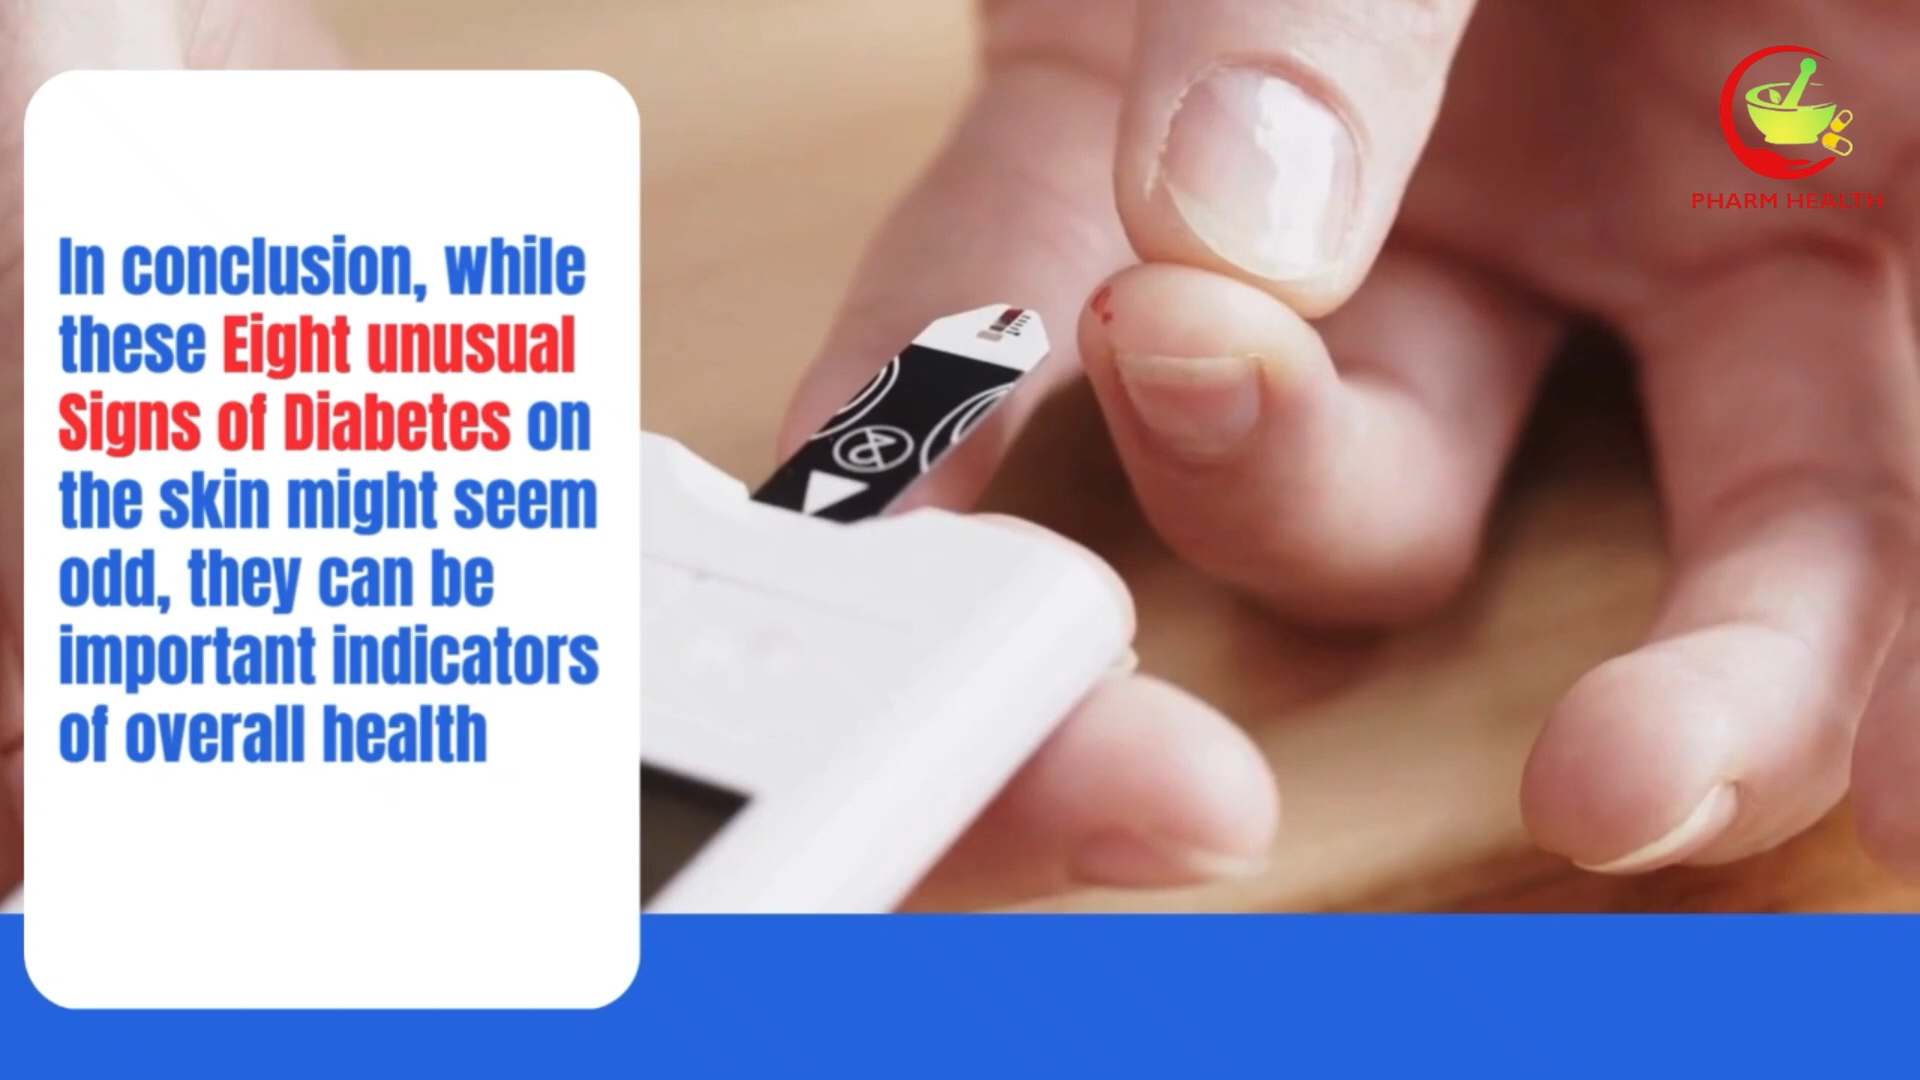 In conclusion, while
these Eight unusual
Signs of Diabetes on
the skin might seem
odd, they can be
important indicators
of overall health
PHARM HEALTH